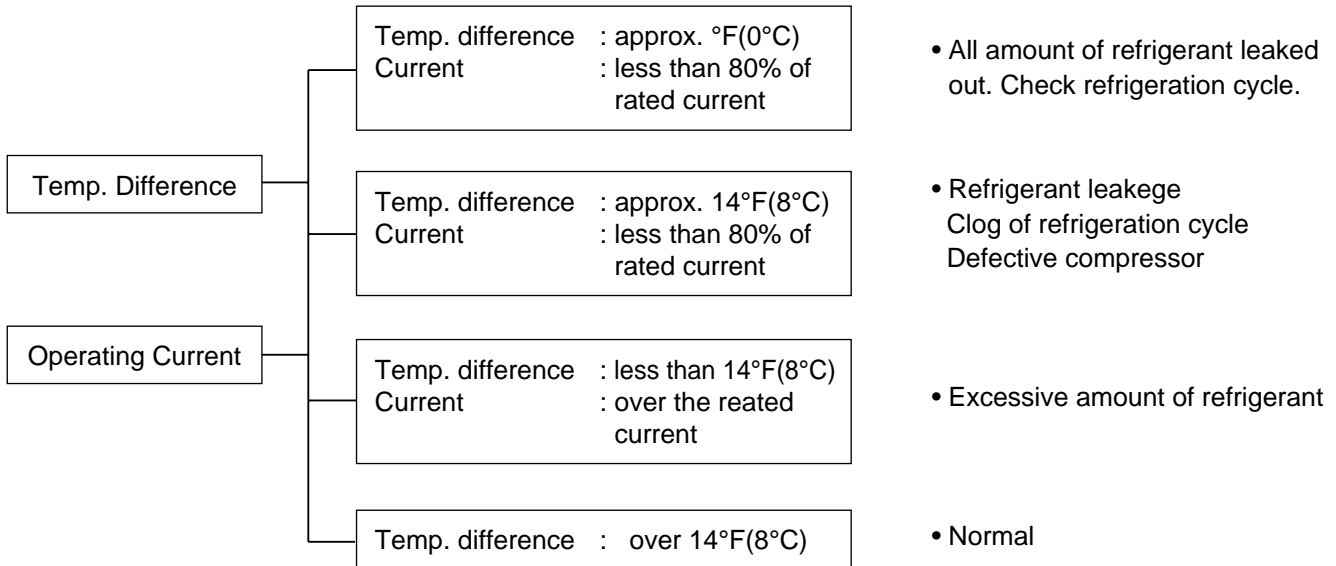 Temp. difference : approx. °F(0°C)
Current : less than 80% of
rated current
• All amount of refrigerant leaked
out. Check refrigeration cycle.
Temp. Difference
Temp. difference : approx. 14°F(8°C)
Current : less than 80% of
rated current
• Refrigerant leakege
Clog of refrigeration cycle
Defective compressor
Operating Current
Temp. difference : less than 14°F(8°C)
Current : over the reated
current
• Excessive amount of refrigerant
Temp. difference : over 14°F(8°C)
• Normal